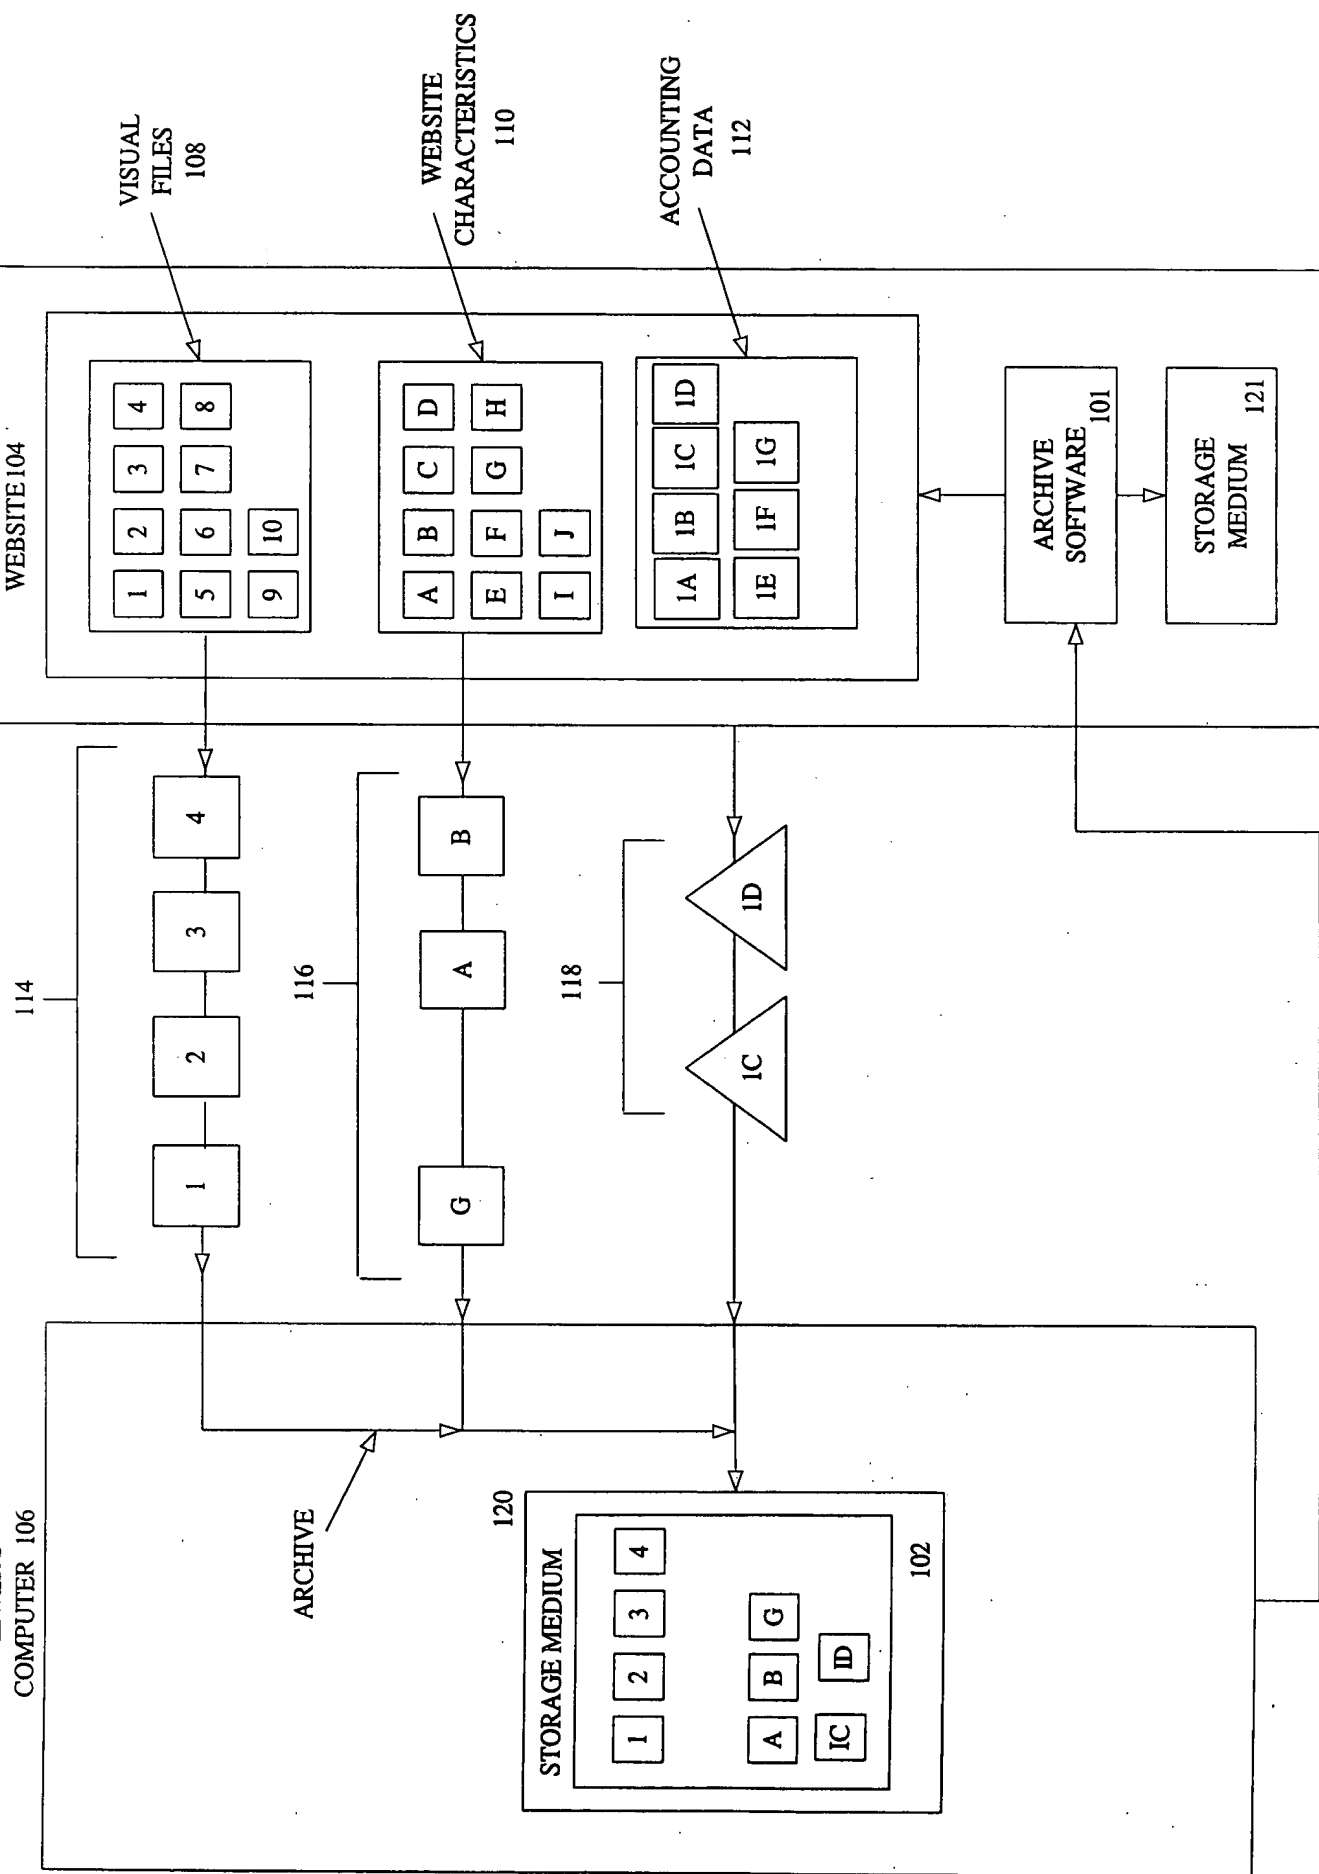 COMPUTER 106
ARCHIVE
STORAGE MEDIUM
120
1
2
3
4
A
B
G
IC
ID
102
114
1
2
3
4
116
G
A
B
118
1C
1D
WEBSITE 104
1
2
3
4
5
6
7
8
9
10
A
B
C
D
E
F
G
H
I
J
1A
1B
1C
1D
1E
1F
1G
VISUAL
FILES
108
WEBSITE
CHARACTERISTICS
110
ACCOUNTING
DATA
112
ARCHIVE
SOFTWARE
101
STORAGE
MEDIUM
121